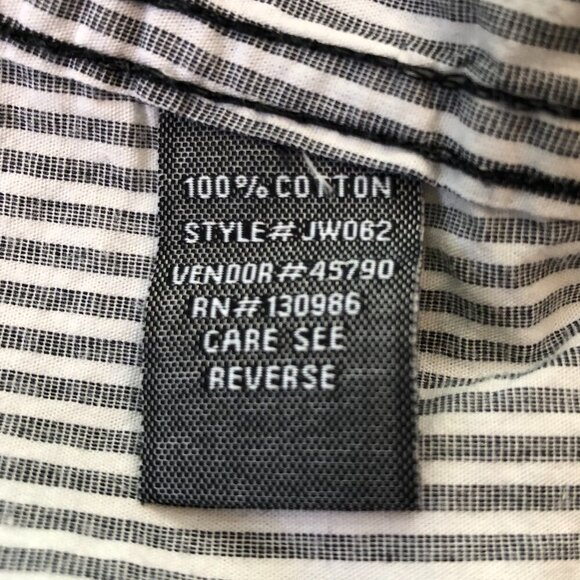 100% COTTON
STYLE# JW062
VENDOR #45790
RN# 130986
CARE SEE
REVERSE